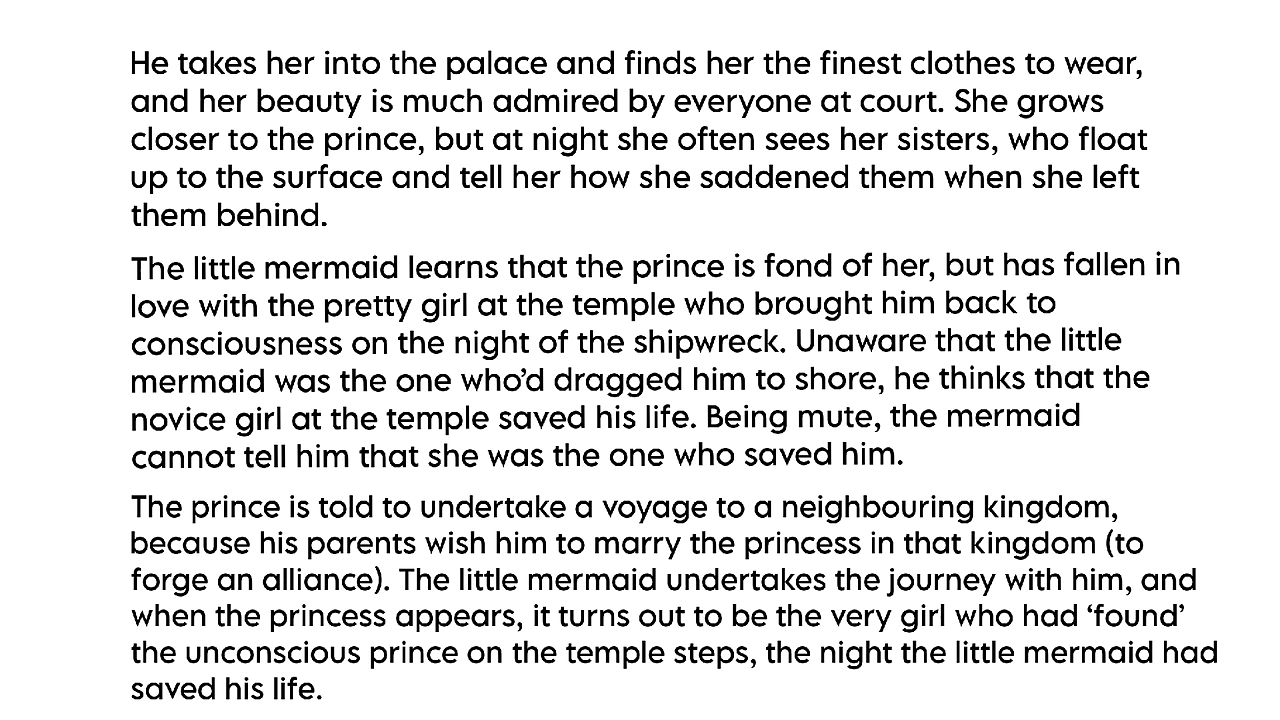 He takes her into the palace and finds her the finest clothes to wear,
and her beauty is much admired by everyone at court. She grows
closer to the prince, but at night she often sees her sisters, who float
up to the surface and tell her how she saddened them when she left
them behind.
The little mermaid learns that the prince is fond of her, but has fallen in
love with the pretty girl at the temple who brought him back to
consciousness on the night of the shipwreck. Unaware that the little
mermaid was the one who’d dragged him to shore, he thinks that the
novice girl at the temple saved his life. Being mute, the mermaid
cannot tell him that she was the one who saved him.
The prince is told to undertake a voyage to a neighbouring kingdom,
because his parents wish him to marry the princess in that kingdom (to
forge an alliance). The little mermaid undertakes the journey with him, and
when the princess appears, it turns out to be the very girl who had ‘found’
the unconscious prince on the temple steps, the night the little mermaid had
saved his life.